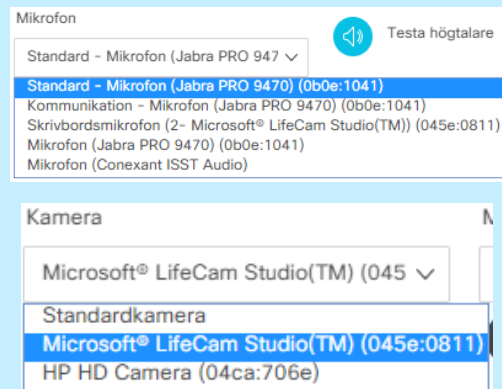 Mikrofon
Testa högtalare
Standard - Mikrofon (Jabra PRO 947
Standard - Mikrofon (Jabra PRO 9470) (0b0e:1041)
Kommunikation - Mikrofon (Jabra PRO 9470) (0b0e:1041)
Skrivbordsmikrofon (2- Microsoft® LifeCam Studio(TM)) (045e:0811)
Mikrofon (Jabra PRO 9470) (0b0e:1041)
Mikrofon (Conexant ISST Audio)
Kamera
Microsoft® LifeCam Studio(TM) (045
Standardkamera
Microsoft® LifeCam Studio(TM) (045e:0811)
HP HD Camera (04ca:706e)